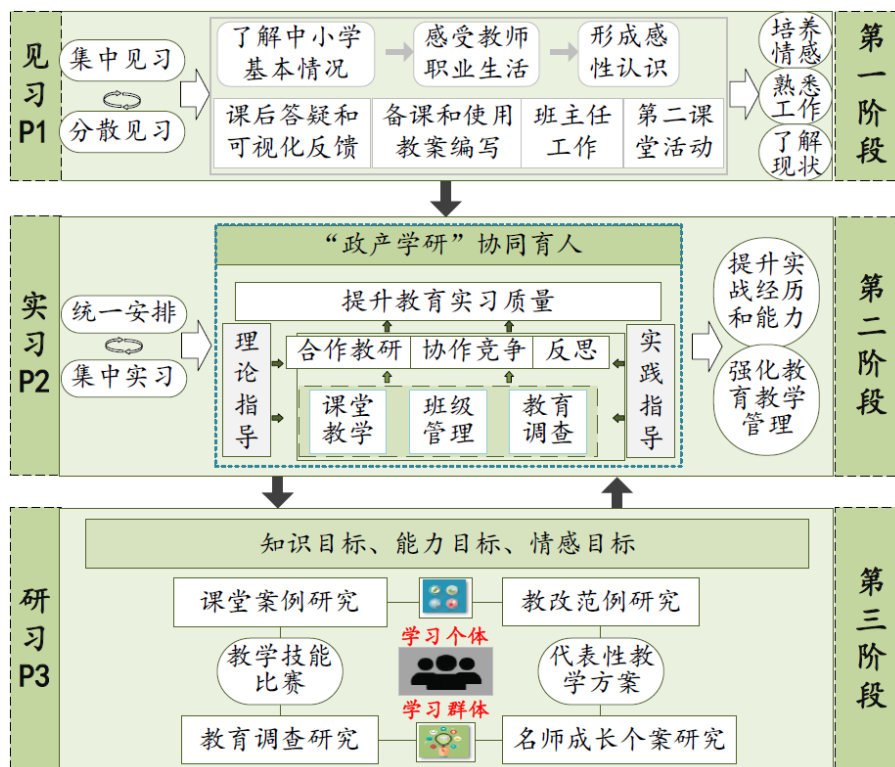 见习P1
集中见习
分散见习
了解中小学
基本情况
感受教师
职业生活
形成感
性认识
课后答疑和
可视化反馈
备课和使用
教案编写
班主任
工作
第二课
堂活动
培养
情感
熟悉
工作
了解
现状
第一阶段
实习P2
统一安排
集中实习
“政产学研”协同育人
提升教育实习质量
理论指导
合作教研
协作竞争
反思
课堂
教学
班级
管理
教育
调查
实践指导
提升实
战经历
和能力
强化教
育教学
管理
第二阶段
研习P3
知识目标、能力目标、情感目标
课堂案例研究
教改范例研究
学习个体
教学技能
比赛
代表性教
学方案
学习群体
教育调查研究
名师成长个案研究
第三阶段